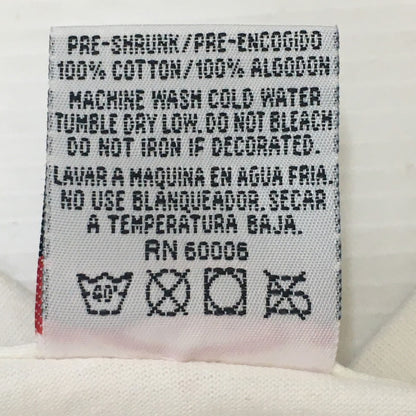 PRE-SHRUNK/PRE-ENCOGIDO
100% COTTON/100% ALGODON
MACHINE WASH COLD WATER
TUMBLE DRY LOW. DO NOT BLEACH
DO NOT IRON IF DECORATED.
LAVAR A MAQUINA EN AGUA FRIA.
NO USE BLANQUEADOR. SECAR
A TEMPERATURA BAJA.
RN 60006
40°